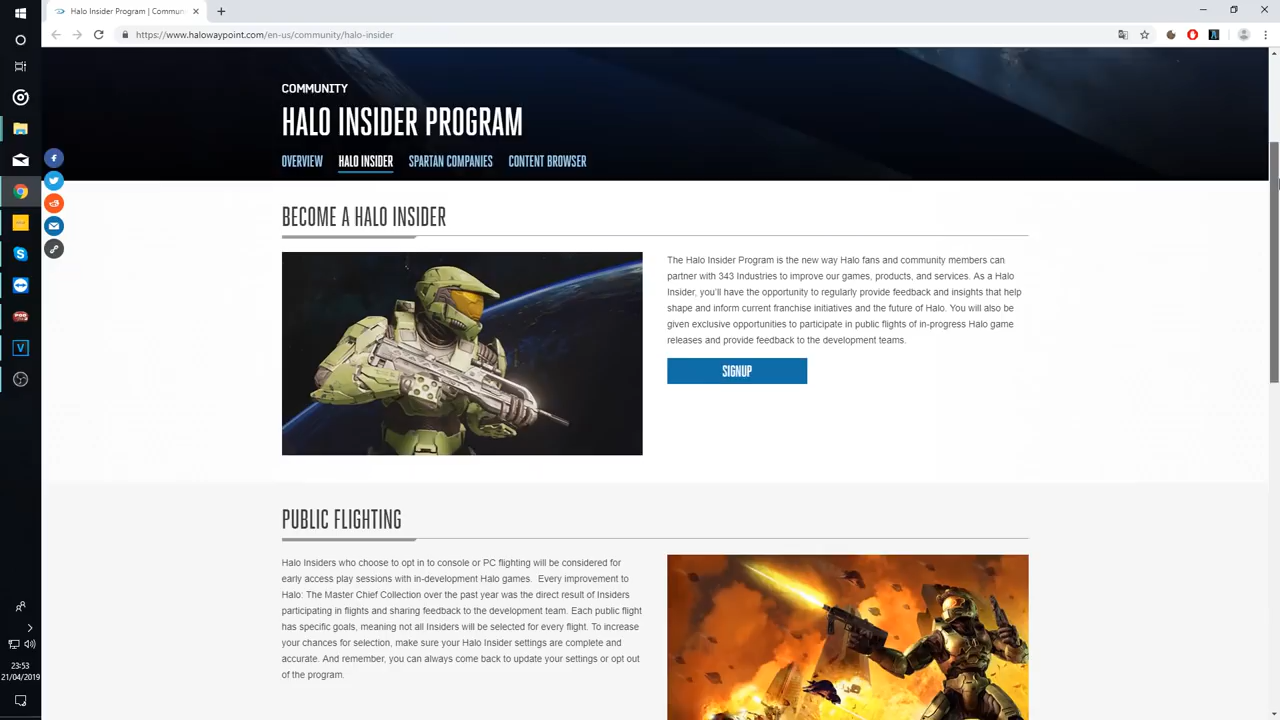 Halo Insider Program | Commun
https://www.halowaypoint.com/en-us/community/halo-insider
COMMUNITY
HALO INSIDER PROGRAM
OVERVIEW HALO INSIDER SPARTAN COMPANIES CONTENT BROWSER
BECOME A HALO INSIDER
The Halo Insider Program is the new way Halo fans and community members can
partner with 343 Industries to improve our games, products, and services. As a Halo
Insider, you'll have the opportunity to regularly provide feedback and insights that help
shape and inform current franchise initiatives and the future of Halo. You will also be
given exclusive opportunities to participate in public flights of in-progress Halo game
releases and provide feedback to the development teams.
SIGNUP
PUBLIC FLIGHTING
Halo Insiders who choose to opt in to console or PC flighting will be considered for
early access play sessions with in-development Halo games.  Every improvement to
Halo: The Master Chief Collection over the past year was the direct result of Insiders
participating in flights and sharing feedback to the development team. Each public flight
has specific goals, meaning not all Insiders will be selected for every flight. To increase
your chances for selection, make sure your Halo Insider settings are complete and
accurate. And remember, you can always come back to update your settings or opt out
of the program.
23:53
21/04/2019